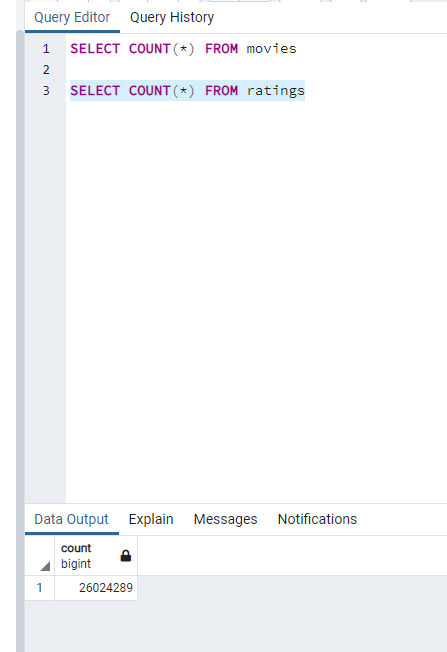 Query Editor Query History
1 SELECT COUNT(*) FROM movies
2
3 SELECT COUNT(*) FROM ratings
Data Output Explain Messages Notifications
count
bigint
1 26024289